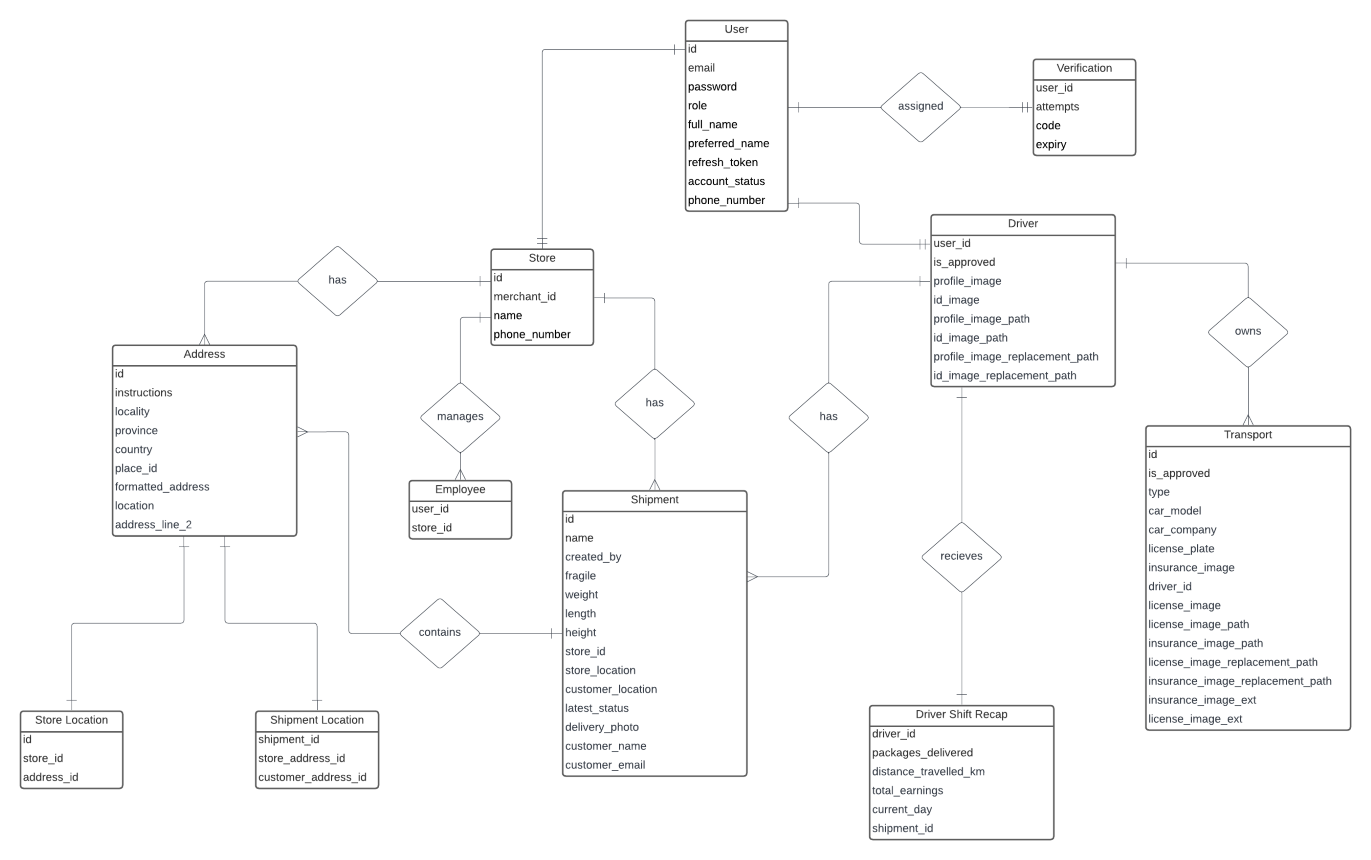 User
id
email
password
role
full_name
preferred_name
refresh_token
account_status
phone_number
assigned
Verification
user_id
attempts
code
expiry
Driver
user_id
is_approved
profile_image
id_image
profile_image_path
id_image_path
profile_image_replacement_path
id_image_replacement_path
Store
id
merchant_id
name
phone_number
has
Address
id
instructions
locality
province
country
place_id
formatted_address
location
address_line_2
manages
has
has
owns
Employee
user_id
store_id
Shipment
id
name
created_by
fragile
weight
length
height
store_id
store_location
customer_location
latest_status
delivery_photo
customer_name
customer_email
Transport
id
is_approved
type
car_model
car_company
license_plate
insurance_image
driver_id
license_image
license_image_path
insurance_image_path
license_image_replacement_path
insurance_image_replacement_path
insurance_image_ext
license_image_ext
recieves
contains
Store Location
id
store_id
address_id
Shipment Location
shipment_id
store_address_id
customer_address_id
Driver Shift Recap
driver_id
packages_delivered
distance_travelled_km
total_earnings
current_day
shipment_id